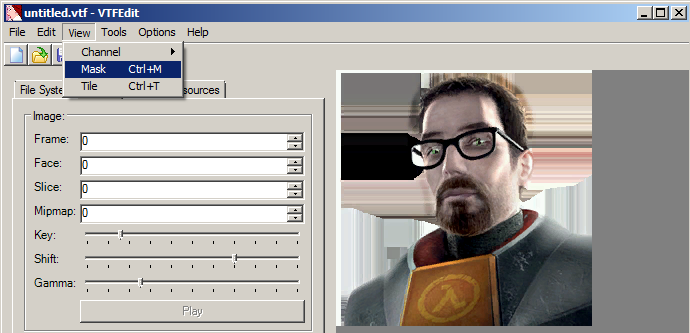 untitled.vtf - VTFEdit
File Edit View Tools Options Help
Channel
Mask Ctrl+M
Tile Ctrl+T
File Syste sources
Image:
Frame: 0
Face: 0
Slice: 0
Mipmap: 0
Key:
Shift:
Gamma:
Play